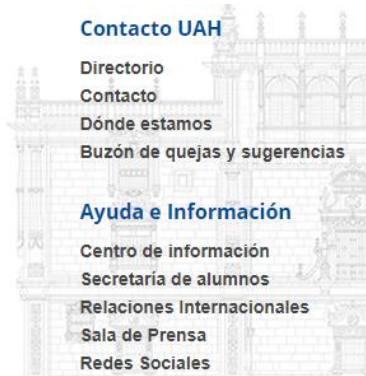 Contacto UAH
Directorio
Contacto
Dónde estamos
Buzón de quejas y sugerencias
Ayuda e Información
Centro de información
Secretaría de alumnos
Relaciones Internacionales
Sala de Prensa
Redes Sociales